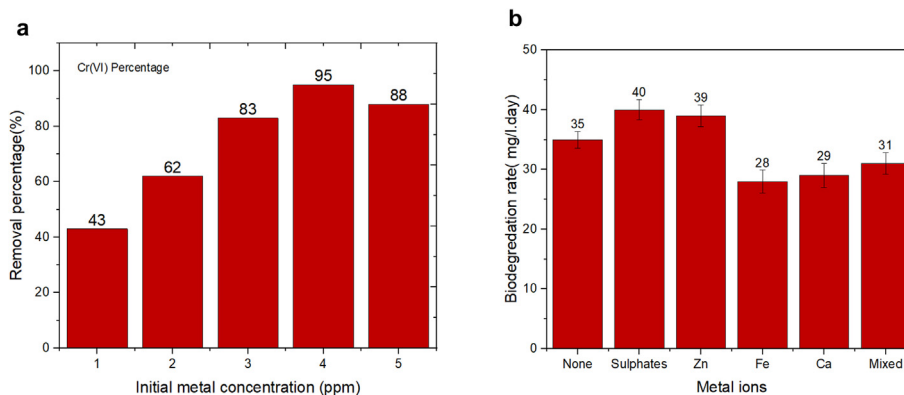 a
Cr(VI) Percentage
Removal percentage(%)
100
80
60
40
20
0
43
62
83
95
88
1 2 3 4 5
Initial metal concentration (ppm)
b
Biodegredation rate( mg/l.day)
50
40
30
20
10
0
35
40
39
28
29
31
None Sulphates Zn Fe Ca Mixed
Metal ions